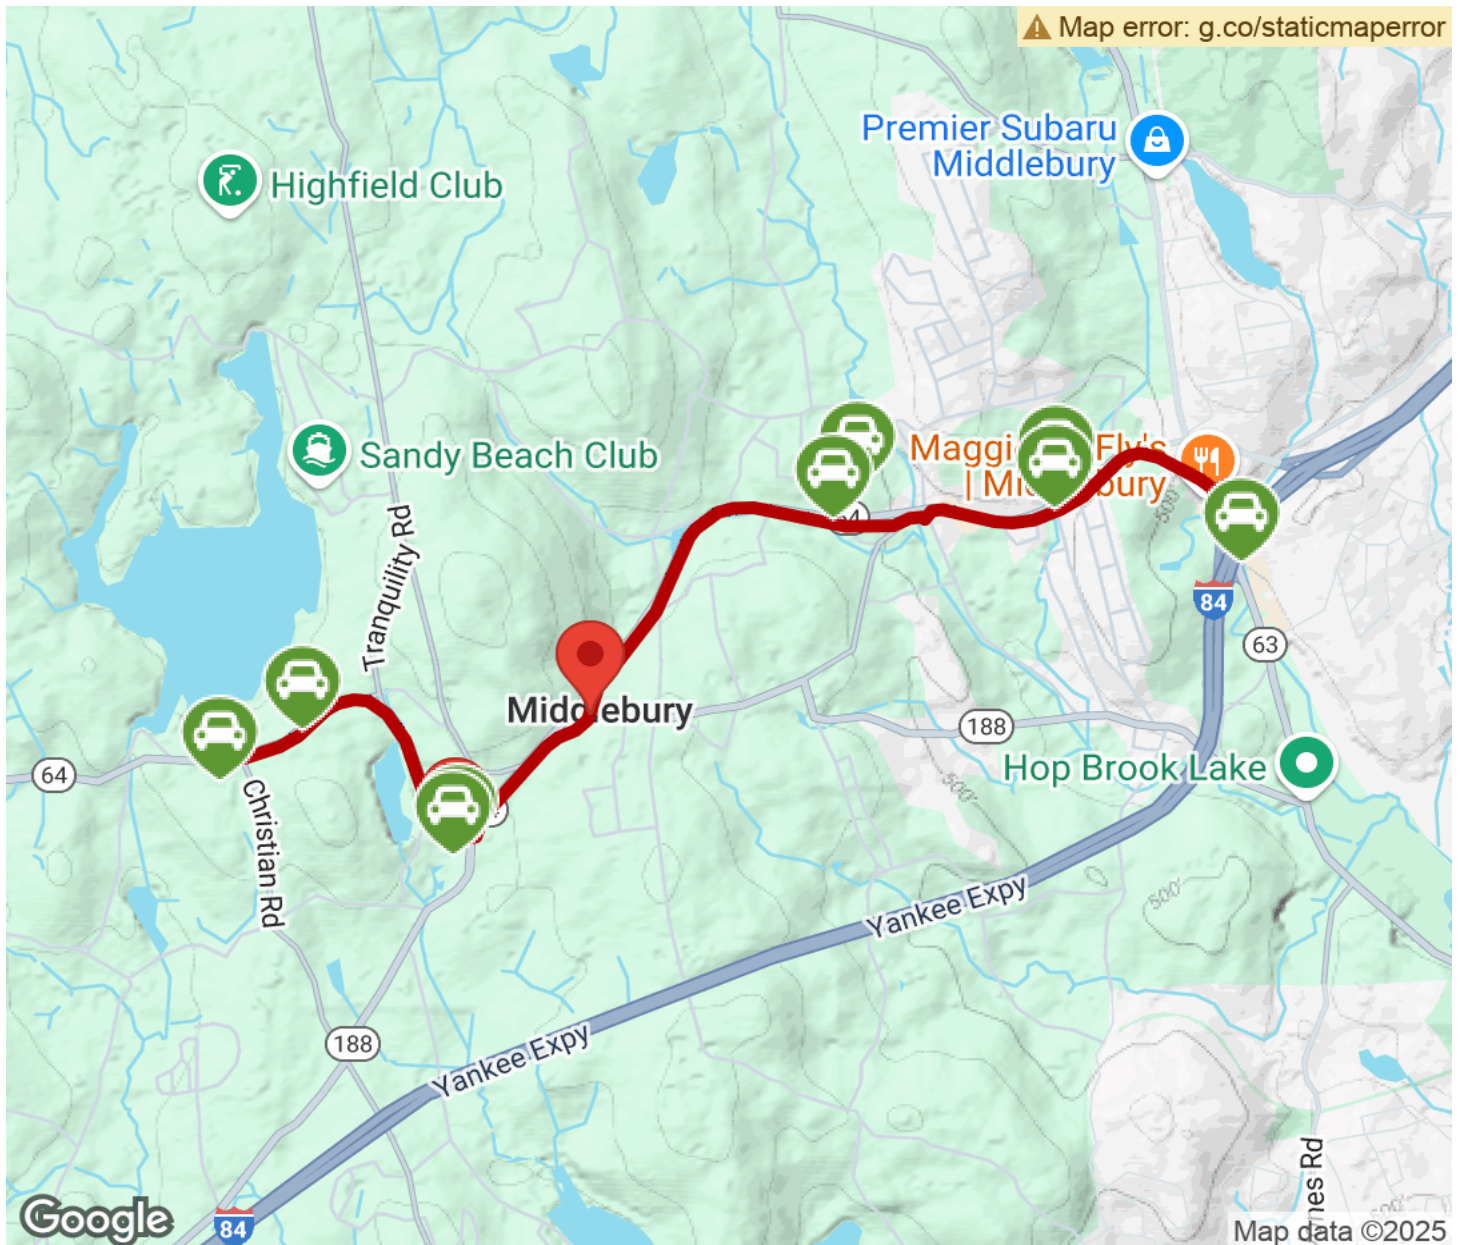 Map error: g.co/staticmaperror
Premier Subaru
Middlebury
Highfield Club
Sandy Beach Club
Tranquility Rd
64
84
63
Middlebury
188
64
Hop Brook Lake
Christian Rd
Yankee Expy
188
Yankee Expy
84
Google
Map data ©2025